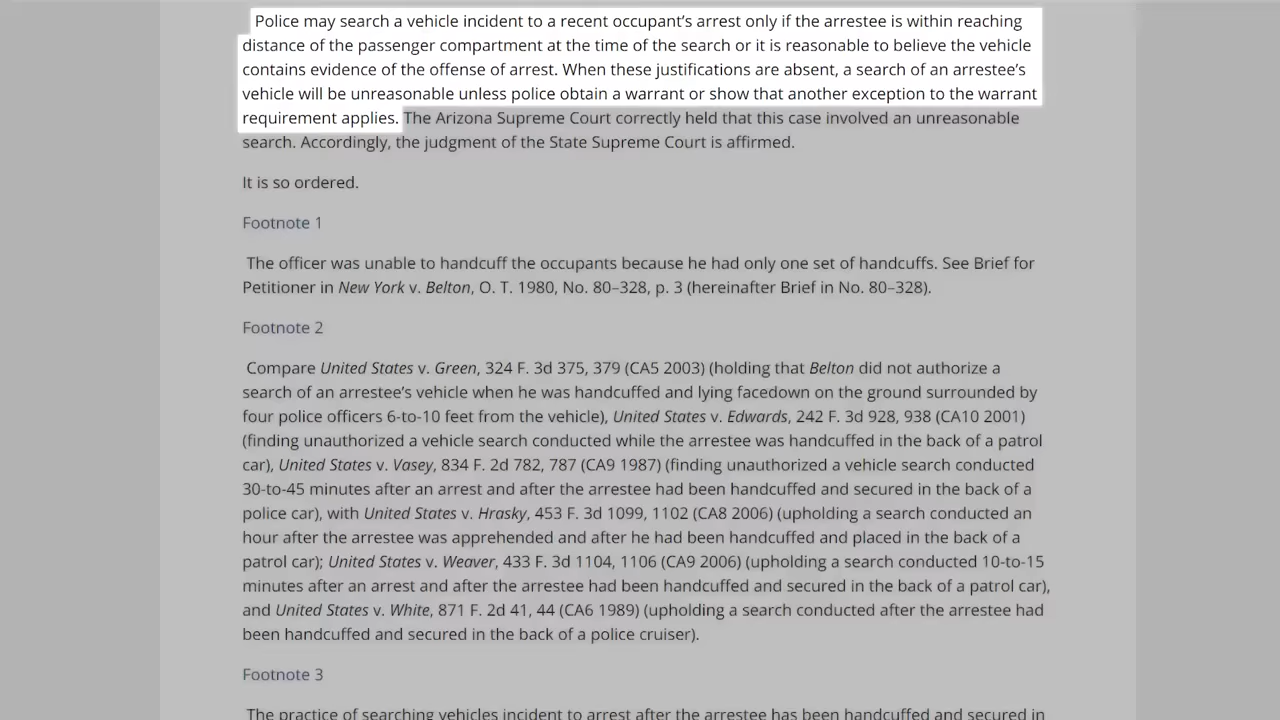 Police may search a vehicle incident to a recent occupant’s arrest only if the arrestee is within reaching
distance of the passenger compartment at the time of the search or it is reasonable to believe the vehicle
contains evidence of the offense of arrest. When these justifications are absent, a search of an arrestee’s
vehicle will be unreasonable unless police obtain a warrant or show that another exception to the warrant
requirement applies. The Arizona Supreme Court correctly held that this case involved an unreasonable
search. Accordingly, the judgment of the State Supreme Court is affirmed.
It is so ordered.
Footnote 1
The officer was unable to handcuff the occupants because he had only one set of handcuffs. See Brief for
Petitioner in New York v. Belton, O. T. 1980, No. 80–328, p. 3 (hereinafter Brief in No. 80–328).
Footnote 2
Compare United States v. Green, 324 F. 3d 375, 379 (CA5 2003) (holding that Belton did not authorize a
search of an arrestee’s vehicle when he was handcuffed and lying facedown on the ground surrounded by
four police officers 6-to-10 feet from the vehicle), United States v. Edwards, 242 F. 3d 928, 938 (CA10 2001)
(finding unauthorized a vehicle search conducted while the arrestee was handcuffed in the back of a patrol
car), United States v. Vasey, 834 F. 2d 782, 787 (CA9 1987) (finding unauthorized a vehicle search conducted
30-to-45 minutes after an arrest and after the arrestee had been handcuffed and secured in the back of a
police car), with United States v. Hrasky, 453 F. 3d 1099, 1102 (CA8 2006) (upholding a search conducted an
hour after the arrestee was apprehended and after he had been handcuffed and placed in the back of a
patrol car); United States v. Weaver, 433 F. 3d 1104, 1106 (CA9 2006) (upholding a search conducted 10-to-15
minutes after an arrest and after the arrestee had been handcuffed and secured in the back of a patrol car),
and United States v. White, 871 F. 2d 41, 44 (CA6 1989) (upholding a search conducted after the arrestee had
been handcuffed and secured in the back of a police cruiser).
Footnote 3
The practice of searching vehicles incident to arrest after the arrestee has been handcuffed and secured in